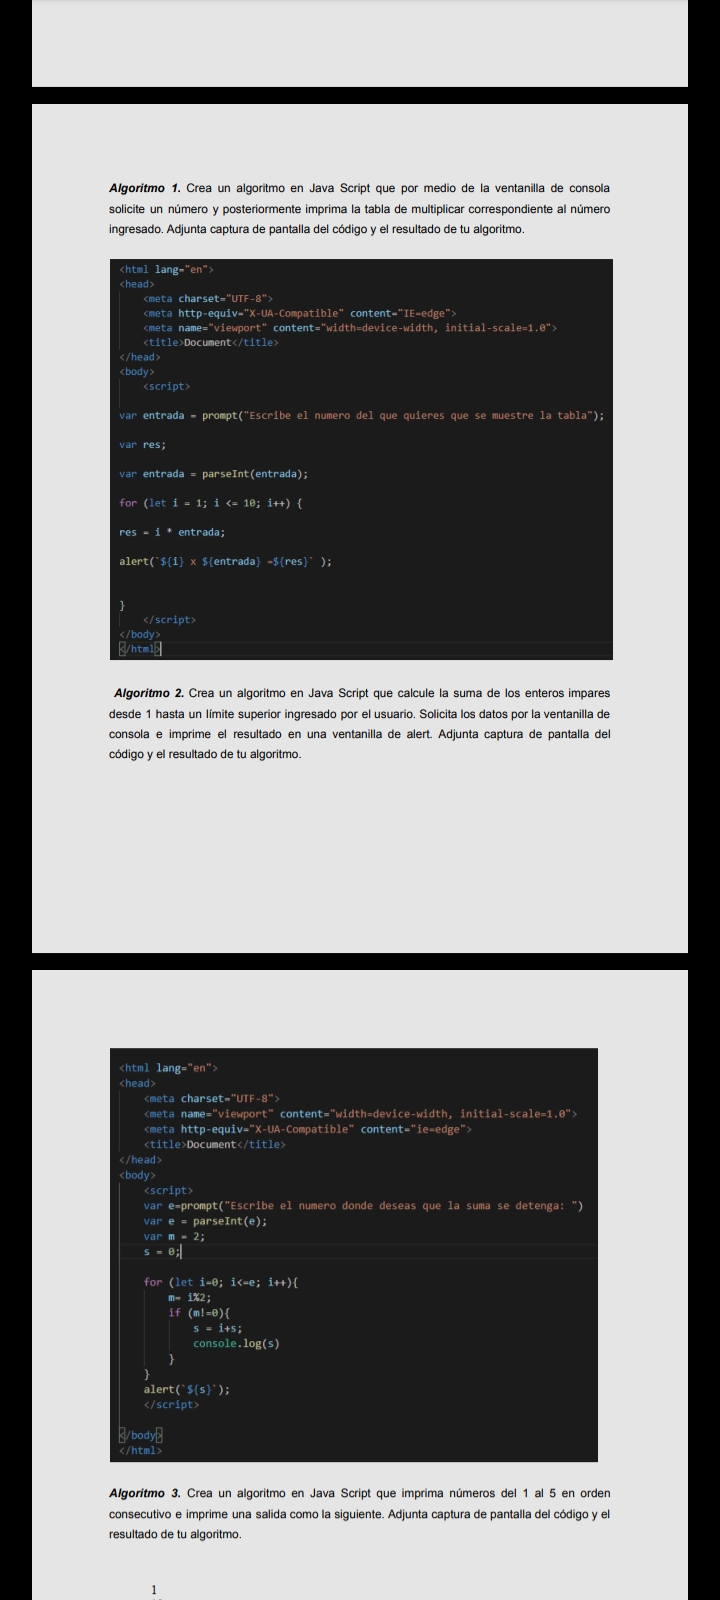 Algoritmo 1. Crea un algoritmo en Java Script que por medio de la ventanilla de consola
solicite un número y posteriormente imprima la tabla de multiplicar correspondiente al número
ingresado. Adjunta captura de pantalla del código y el resultado de tu algoritmo.
<html lang="en">
<head>
<meta charset="UTF-8">
<meta http-equiv="X-UA-Compatible" content="IE=edge">
<meta name="viewport" content="width=device-width, initial-scale=1.0">
<title>Document</title>
</head>
<body>
<script>
var entrada = prompt("Escribe el numero del que quieres que se muestre la tabla");
var res;
var entrada = parseInt(entrada);
for (let i = 1; i <= 10; i++) {
res = i * entrada;
alert(`${i} x ${entrada} =${res}` );
}
</script>
</body>
</html>
Algoritmo 2. Crea un algoritmo en Java Script que calcule la suma de los enteros impares
desde 1 hasta un límite superior ingresado por el usuario. Solicita los datos por la ventanilla de
consola e imprime el resultado en una ventanilla de alert. Adjunta captura de pantalla del
código y el resultado de tu algoritmo.
<html lang="en">
<head>
<meta charset="UTF-8">
<meta name="viewport" content="width=device-width, initial-scale=1.0">
<meta http-equiv="X-UA-Compatible" content="ie=edge">
<title>Document</title>
</head>
<body>
<script>
var e=prompt("Escribe el numero donde deseas que la suma se detenga: ")
var e = parseInt(e);
var m = 2;
s = 0;
for (let i=0; i<=e; i++){
m= i%2;
if (m!=0){
s = i+s;
console.log(s)
}
}
alert(`${s}`);
</script>
</body>
</html>
Algoritmo 3. Crea un algoritmo en Java Script que imprima números del 1 al 5 en orden
consecutivo e imprime una salida como la siguiente. Adjunta captura de pantalla del código y el
resultado de tu algoritmo.
1